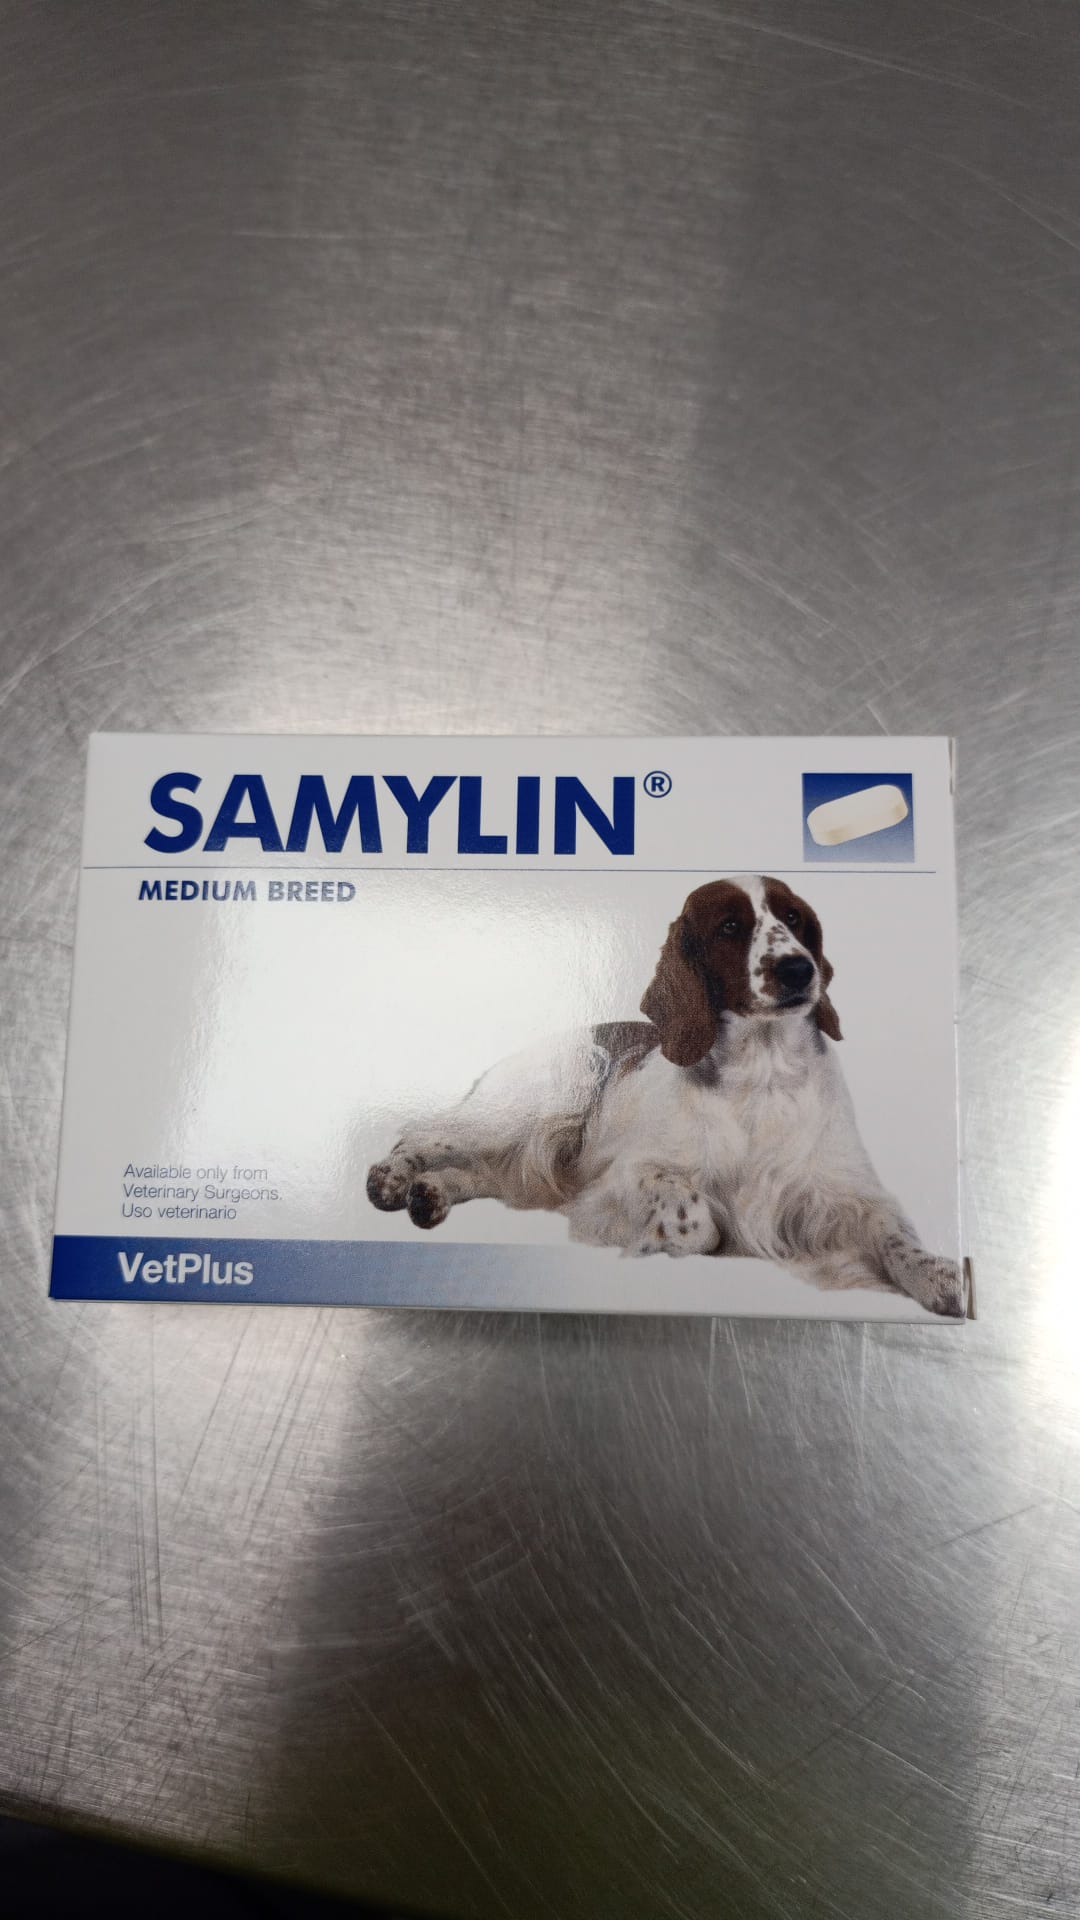 SAMYLIN®
MEDIUM BREED
Available only from
Veterinary Surgeons.
Uso veterinario
VetPlus